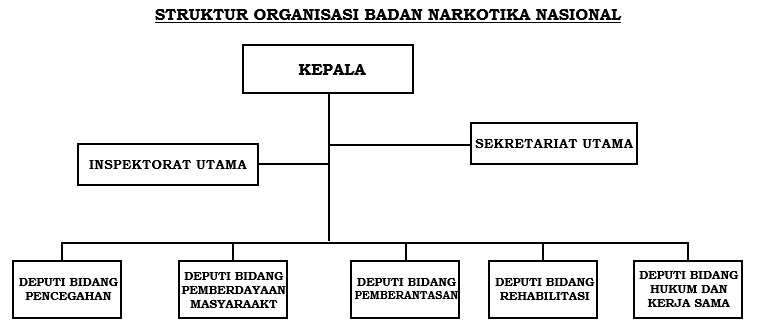 STRUKTUR ORGANISASI BADAN NARKOTIKA NASIONAL
KEPALA
SEKRETARIAT UTAMA
INSPEKTORAT UTAMA
DEPUTI BIDANG
PENCEGAHAN
DEPUTI BIDANG
PEMBERDAYAAN
MASYARAAKT
DEPUTI BIDANG
PEMBERANTASAN
DEPUTI BIDANG
REHABILITASI
DEPUTI BIDANG
HUKUM DAN
KERJA SAMA